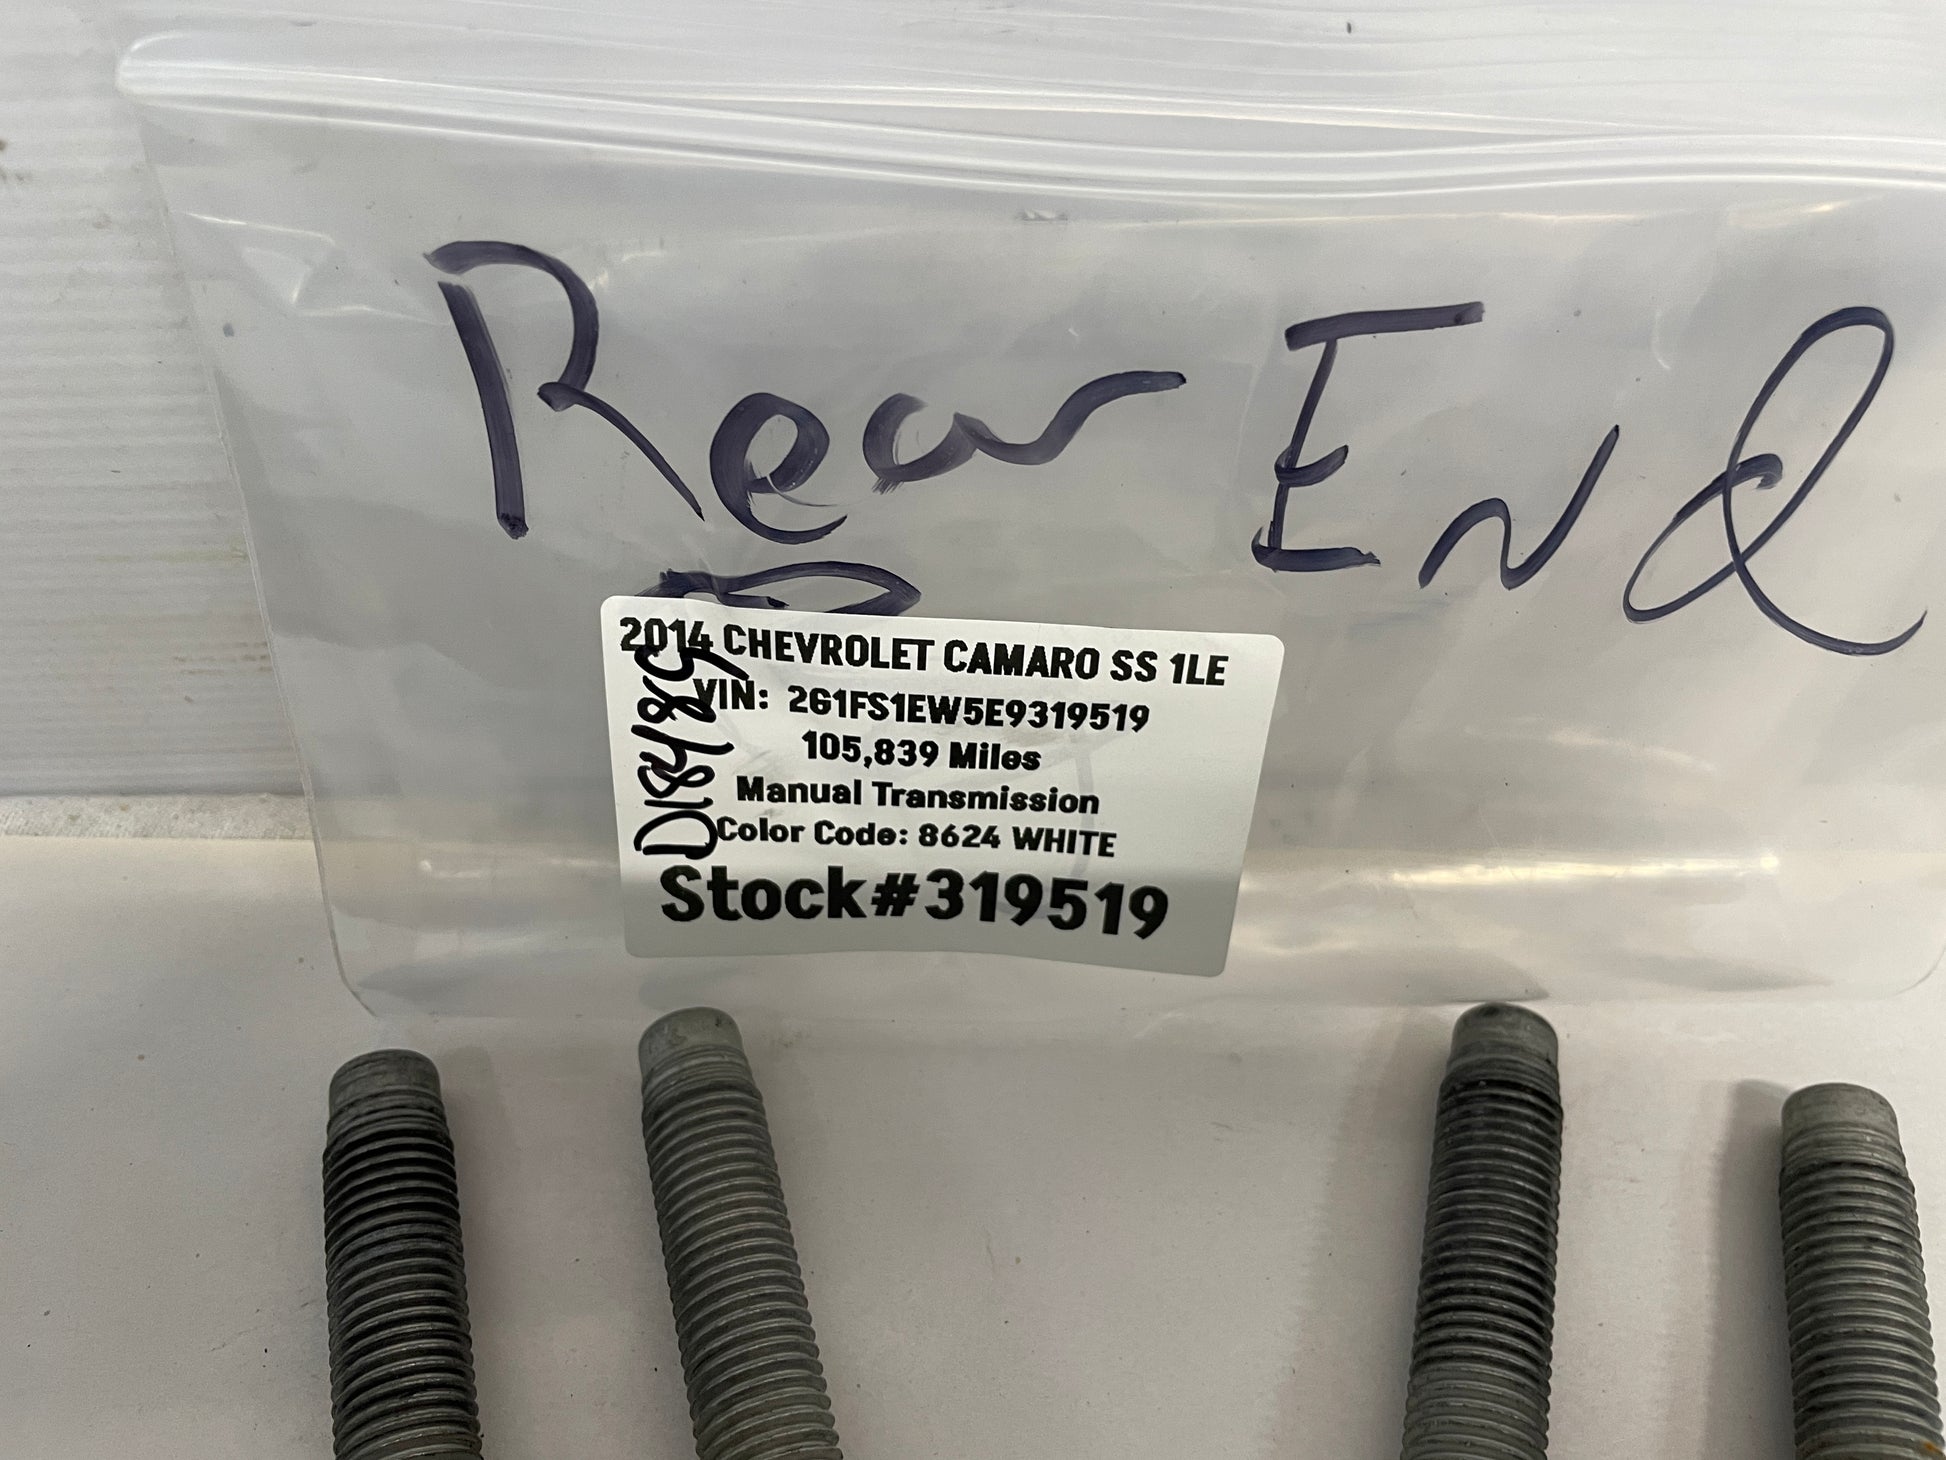 Rear End
2014 CHEVROLET CAMARO SS 1LE
VIN: 2G1FS1EW5E9319519
105,839 Miles
Manual Transmission
Color Code: 8624 WHITE
Stock#319519